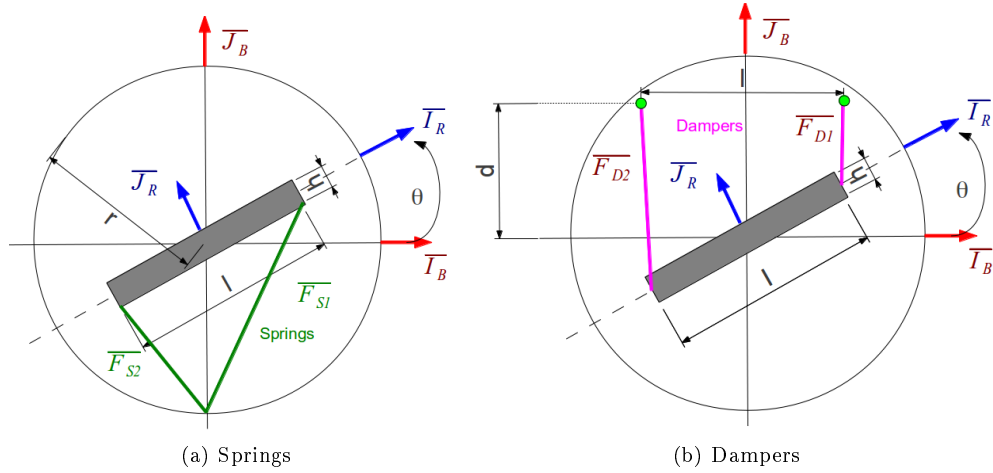 J_B
I_R
J_R
h
θ
r
l
I_B
F_S1
Springs
F_S2
(a) Springs
J_B
l
I_R
Dampers
F_D1
F_D2
J_R
h
d
θ
l
I_B
(b) Dampers